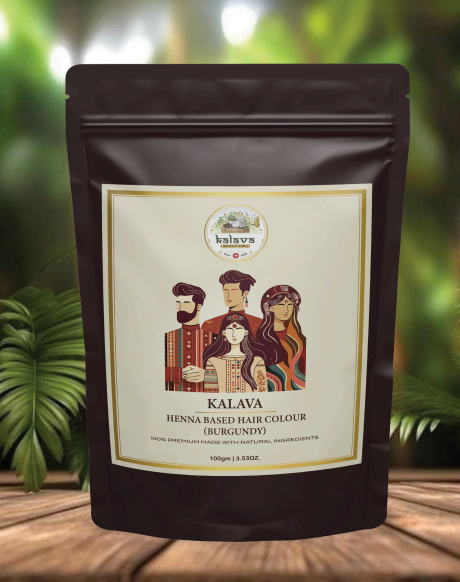 kalava
KALAVA
HENNA BASED HAIR COLOUR
(BURGUNDY)
100% PREMIUM MADE WITH NATURAL INGREDIENTS
100gm | 3.53OZ.